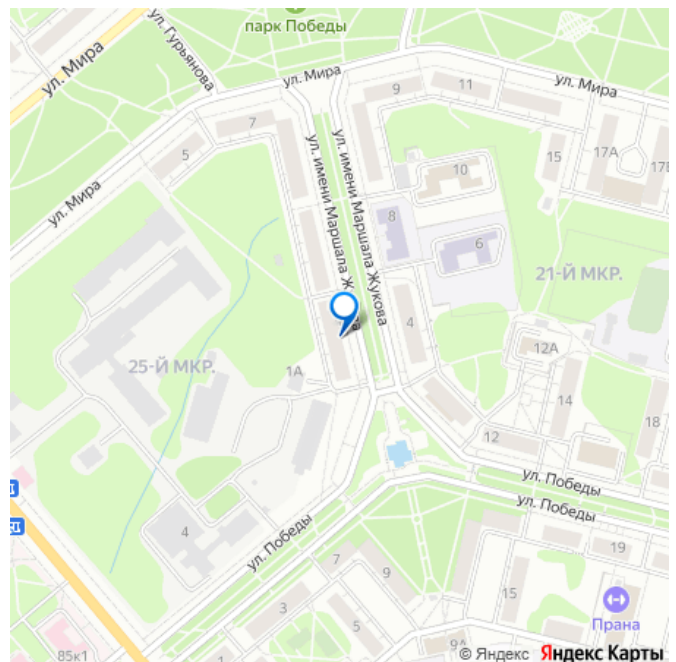 парк Победы
ул. Гурьянова
ул. Мира
ул. Мира
ул. Мира
ул. Мира
9
11
7
5
15
17А
17Б
10
8
6
ул. имени Маршала Жукова
ул. имени Маршала Ж
ва
21-Й МКР.
4
12А
25-Й МКР.
1А
14
18
12
ул. Победы
ул. Победы
ул. Победы
4
19
7
9
15
3
5
Прана
9А
1
85к1
© Яндекс Яндекс Карты